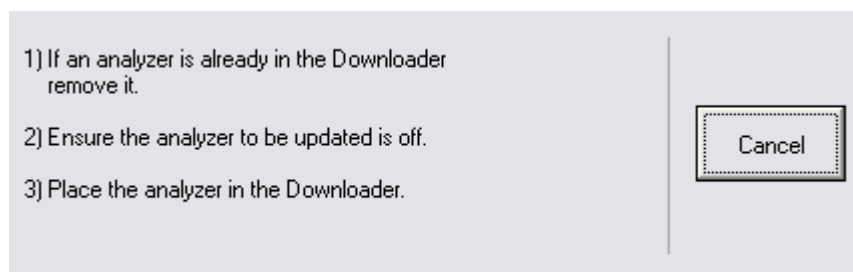 1) If an analyzer is already in the Downloader
remove it.
2) Ensure the analyzer to be updated is off.
3) Place the analyzer in the Downloader.
Cancel